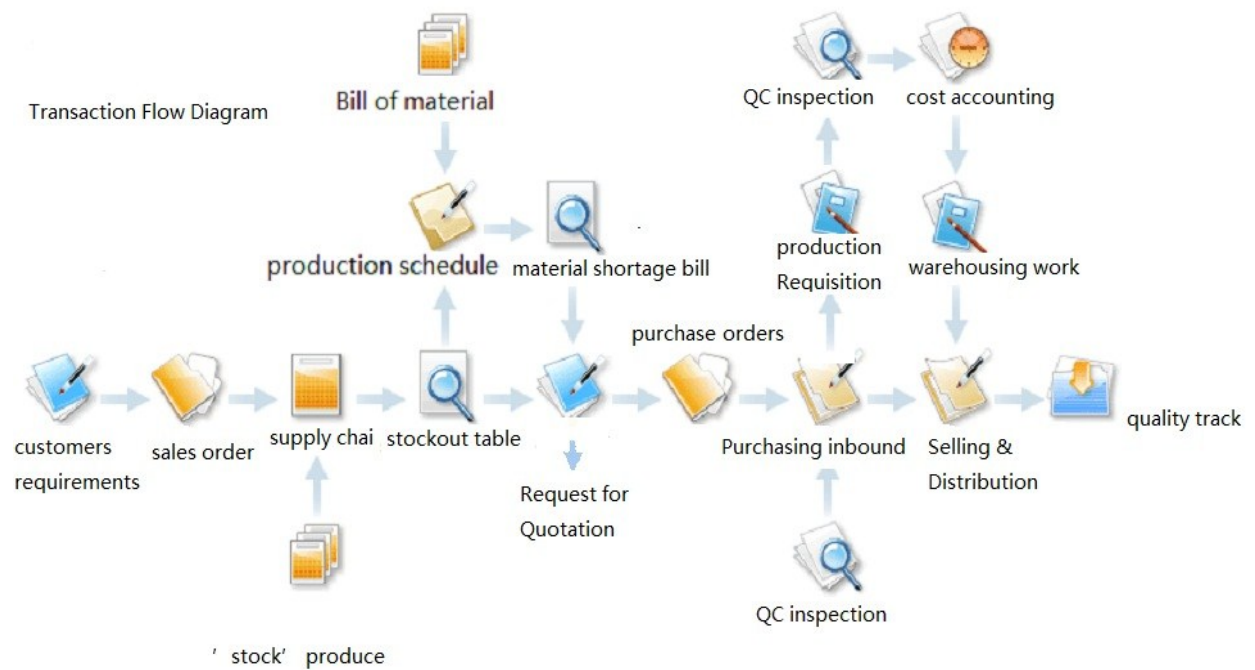 QC inspection
cost accounting
Transaction Flow Diagram
Bill of material
production
Requisition
warehousing work
production schedule
material shortage bill
purchase orders
customers
requirements
sales order
supply chai
stockout table
Purchasing inbound
Selling &
Distribution
quality track
Request for
Quotation
QC inspection
' stock' produce